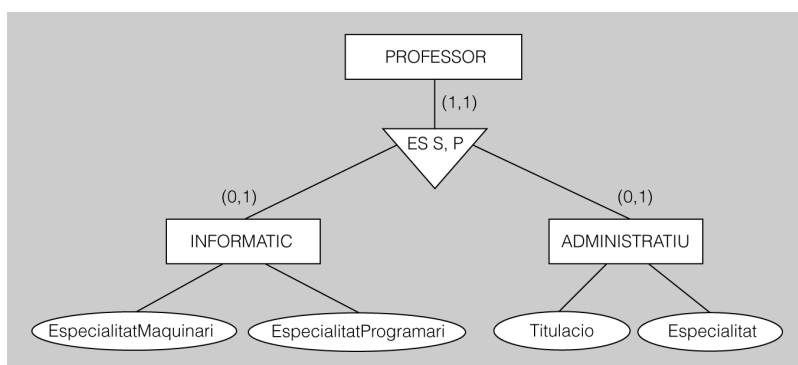 PROFESSOR
(1,1)
ES S, P
(0,1)
(0,1)
INFORMATIC
ADMINISTRATIU
EspecialitatMaquinari
EspecialitatProgramari
Titulacio
Especialitat